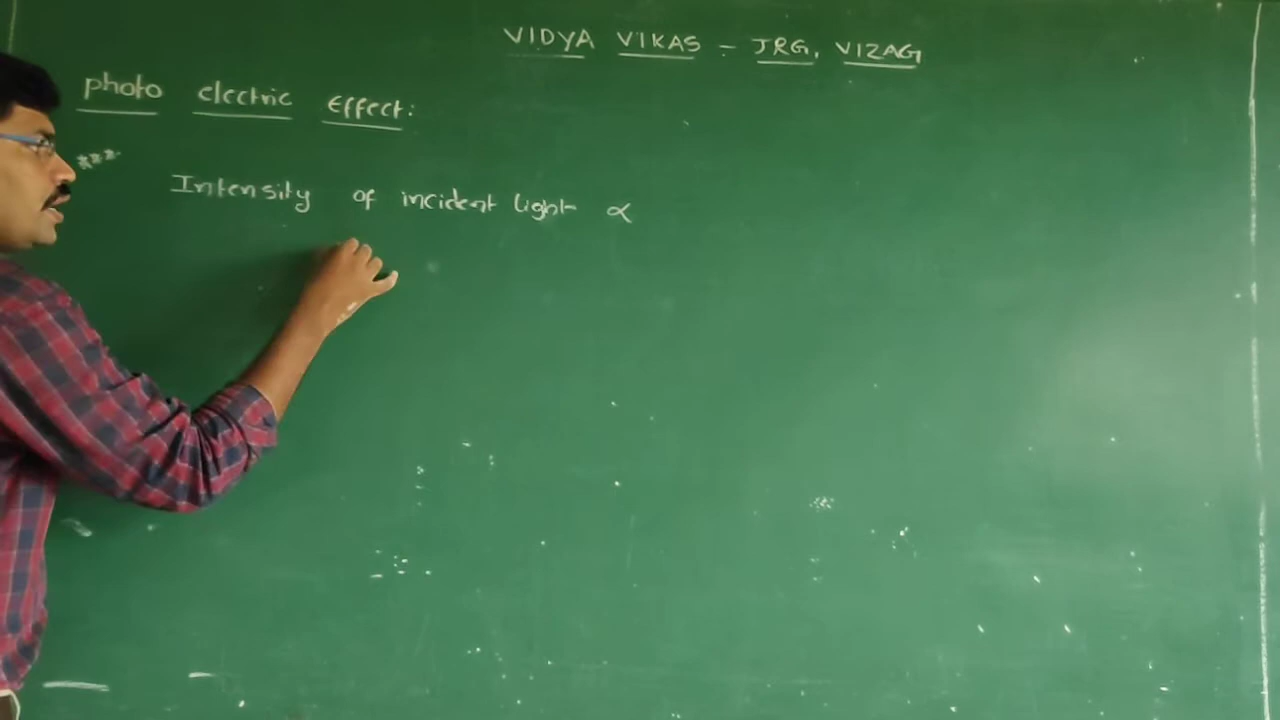 VIDYA VIKAS - JRG, VIZAG
photo electric Effect:
***
Intensity of incident light ∝